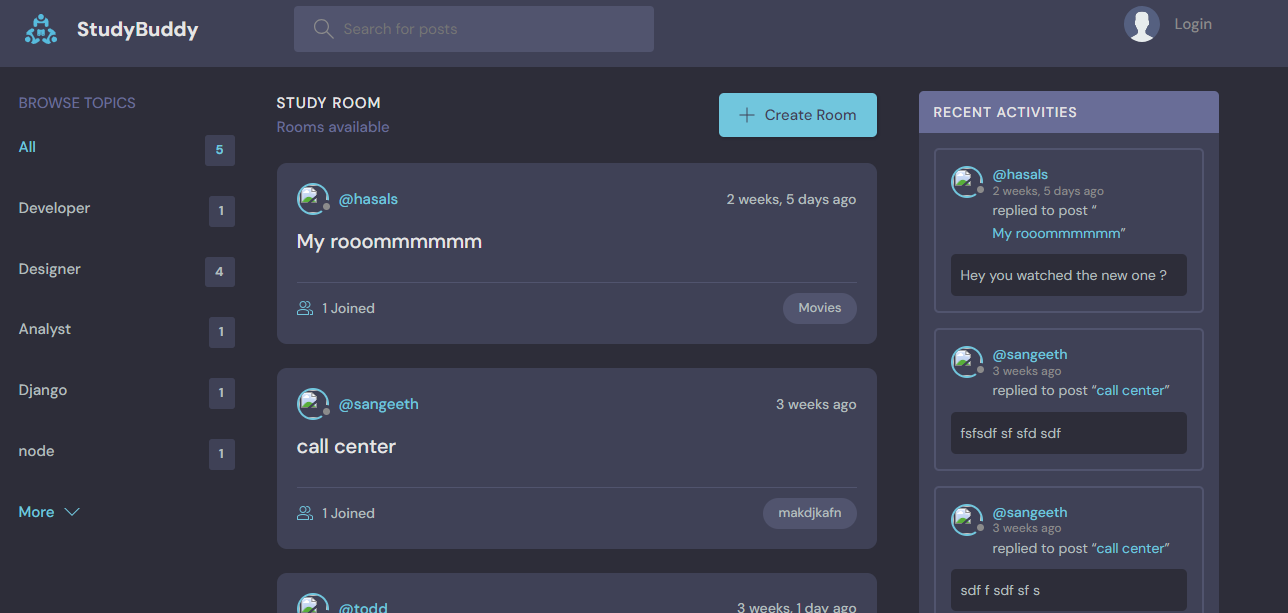 StudyBuddy
Search for posts
Login
BROWSE TOPICS
All
5
Developer
1
Designer
4
Analyst
1
Django
1
node
1
More
STUDY ROOM
Rooms available
Create Room
@hasals
2 weeks, 5 days ago
My rooommmmmm
1 Joined
Movies
@sangeeth
3 weeks ago
call center
1 Joined
makdjkafn
@todd
3 weeks, 1 day ago
RECENT ACTIVITIES
@hasals
2 weeks, 5 days ago
replied to post “
My rooommmmmm”
Hey you watched the new one ?
@sangeeth
3 weeks ago
replied to post “call center”
fsfsdf sf sfd sdf
@sangeeth
3 weeks ago
replied to post “call center”
sdf f sdf sf s